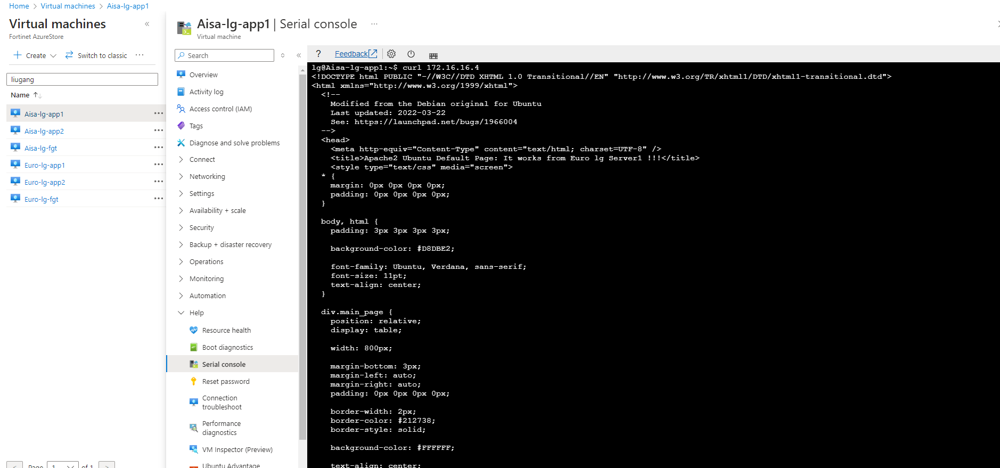 Home > Virtual machines > Aisa-lg-app1
Virtual machines «
Fortinet AzureStore
+ Create Switch to classic ...
liugang
Name ↑↓
Aisa-lg-app1 ...
Aisa-lg-app2 ...
Aisa-lg-fgt ...
Euro-lg-app1 ...
Euro-lg-app2 ...
Euro-lg-fgt ...
< Page 1 of 1 >
Aisa-lg-app1 | Serial console ...
Virtual machine
Search «
Overview
Activity log
Access control (IAM)
Tags
Diagnose and solve problems
Connect
Networking
Settings
Availability + scale
Security
Backup + disaster recovery
Operations
Monitoring
Automation
Help
Resource health
Boot diagnostics
Serial console
Reset password
Connection
troubleshoot
Performance
diagnostics
VM Inspector (Preview)
Ubuntu Advantage
? Feedback
lg@Aisa-lg-app1:~$ curl 172.16.16.4
<!DOCTYPE html PUBLIC "-//W3C//DTD XHTML 1.0 Transitional//EN" "http://www.w3.org/TR/xhtml1/DTD/xhtml1-transitional.dtd">
<html xmlns="http://www.w3.org/1999/xhtml">
  <!--
    Modified from the Debian original for Ubuntu
    Last updated: 2022-03-22
    See: https://launchpad.net/bugs/1966004
  -->
  <head>
    <meta http-equiv="Content-Type" content="text/html; charset=UTF-8" />
    <title>Apache2 Ubuntu Default Page: It works from Euro lg Server1 !!!</title>
    <style type="text/css" media="screen">
  * {
    margin: 0px 0px 0px 0px;
    padding: 0px 0px 0px 0px;
  }
  body, html {
    padding: 3px 3px 3px 3px;
    background-color: #D8DBE2;
    font-family: Ubuntu, Verdana, sans-serif;
    font-size: 11pt;
    text-align: center;
  }
  div.main_page {
    position: relative;
    display: table;
    width: 800px;
    margin-bottom: 3px;
    margin-left: auto;
    margin-right: auto;
    padding: 0px 0px 0px 0px;
    border-width: 2px;
    border-color: #212738;
    border-style: solid;
    background-color: #FFFFFF;
    text-align: center;